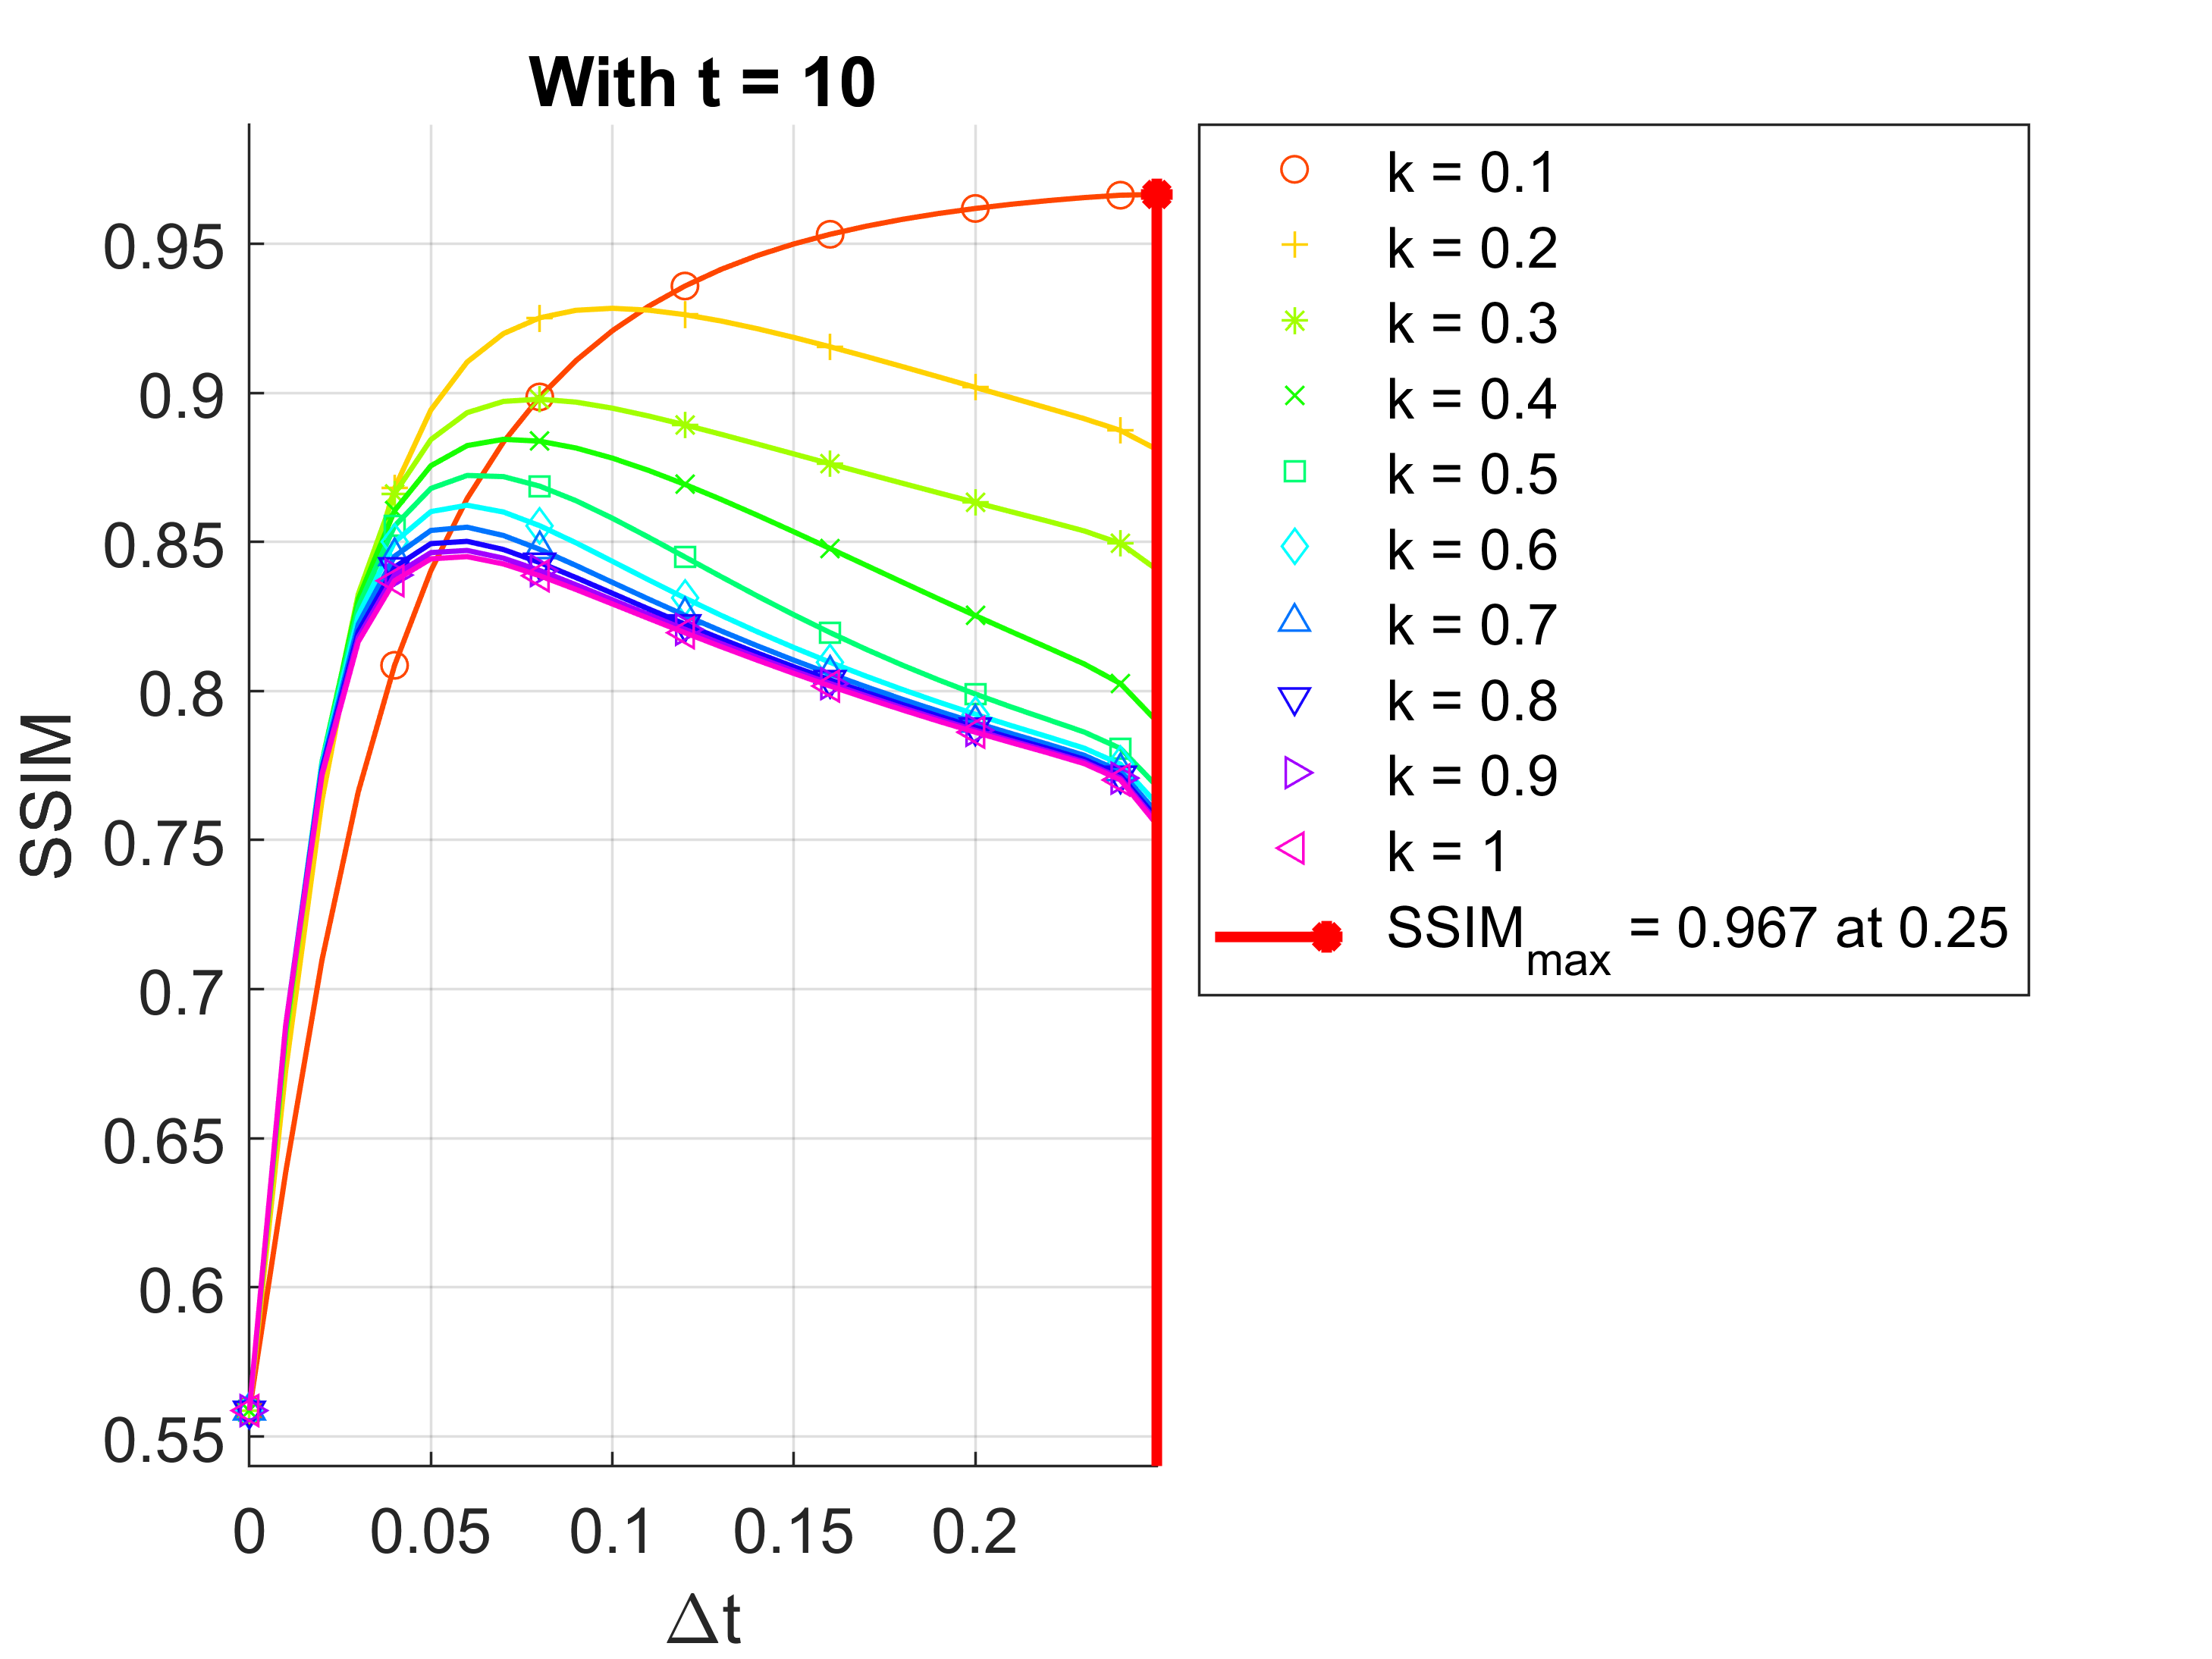 With t = 10
SSIM
0.95
0.9
0.85
0.8
0.75
0.7
0.65
0.6
0.55
0 0.05 0.1 0.15 0.2
Δt
k = 0.1
k = 0.2
k = 0.3
k = 0.4
k = 0.5
k = 0.6
k = 0.7
k = 0.8
k = 0.9
k = 1
SSIMmax = 0.967 at 0.25